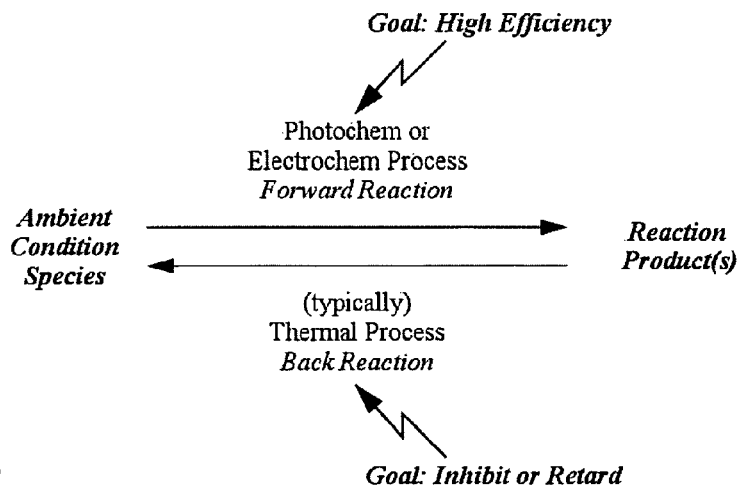 Goal: High Efficiency
Photochem or
Electrochem Process
Forward Reaction
Ambient
Condition
Species
Reaction
Product(s)
(typically)
Thermal Process
Back Reaction
Goal: Inhibit or Retard